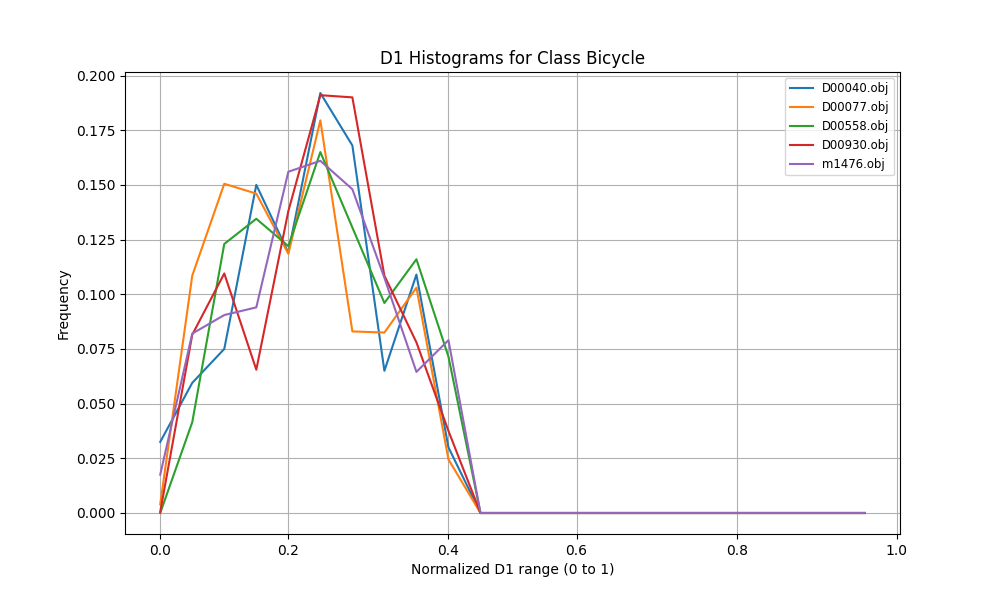 D1 Histograms for Class Bicycle
0.200
0.175
0.150
0.125
0.100
0.075
0.050
0.025
0.000
Frequency
D00040.obj
D00077.obj
D00558.obj
D00930.obj
m1476.obj
0.0 0.2 0.4 0.6 0.8 1.0
Normalized D1 range (0 to 1)